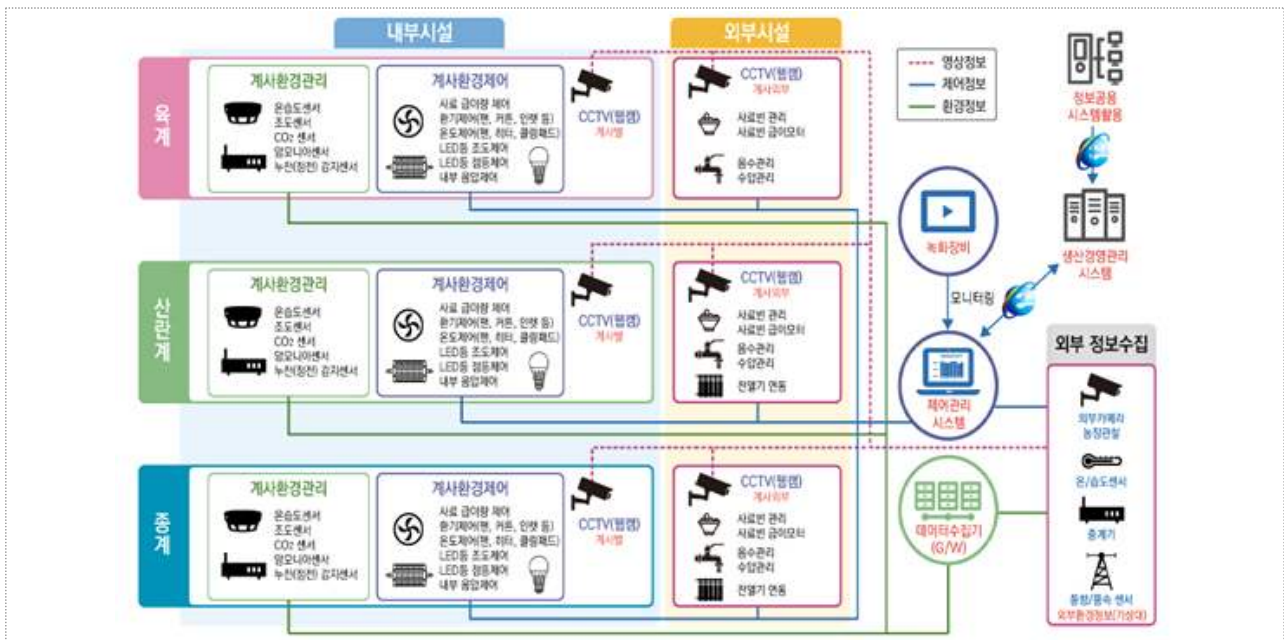 내부시설
외부시설
영상정보
제어정보
환경정보
정보공용
시스템활용
육계
계사환경관리
온습도센서
조도센서
CO₂ 센서
암모니아센서
누전(정전) 감지센서
계사환경제어
사료 급이량 제어
환기제어(팬, 커튼, 인렛 등)
온도제어(팬, 히터, 쿨링패드)
LED등 조도제어
LED등 점등제어
내부 음압제어
CCTV(웹캠)
계사별
CCTV(웹캠)
계사외부
사료빈 관리
사료빈 급이모터
음수관리
수압관리
녹화장비
생산경영관리
시스템
모니터링
산란계
계사환경관리
온습도센서
조도센서
CO₂ 센서
암모니아센서
누전(정전) 감지센서
계사환경제어
사료 급이량 제어
환기제어(팬, 커튼, 인렛 등)
온도제어(팬, 히터, 쿨링패드)
LED등 조도제어
LED등 점등제어
내부 음압제어
CCTV(웹캠)
계사별
CCTV(웹캠)
계사외부
사료빈 관리
사료빈 급이모터
음수관리
수압관리
전열기 연동
제어관리
시스템
외부 정보수집
외부카메라
농장관찰
온/습도센서
중계기
풍향/풍속 센서
외부환경정보(기상대)
종계
계사환경관리
온습도센서
조도센서
CO₂ 센서
암모니아센서
누전(정전) 감지센서
계사환경제어
사료 급이량 제어
환기제어(팬, 커튼, 인렛 등)
온도제어(팬, 히터, 쿨링패드)
LED등 조도제어
LED등 점등제어
내부 음압제어
CCTV(웹캠)
계사별
CCTV(웹캠)
계사외부
사료빈 관리
사료빈 급이모터
음수관리
수압관리
전열기 연동
데이터수집기
(G/W)